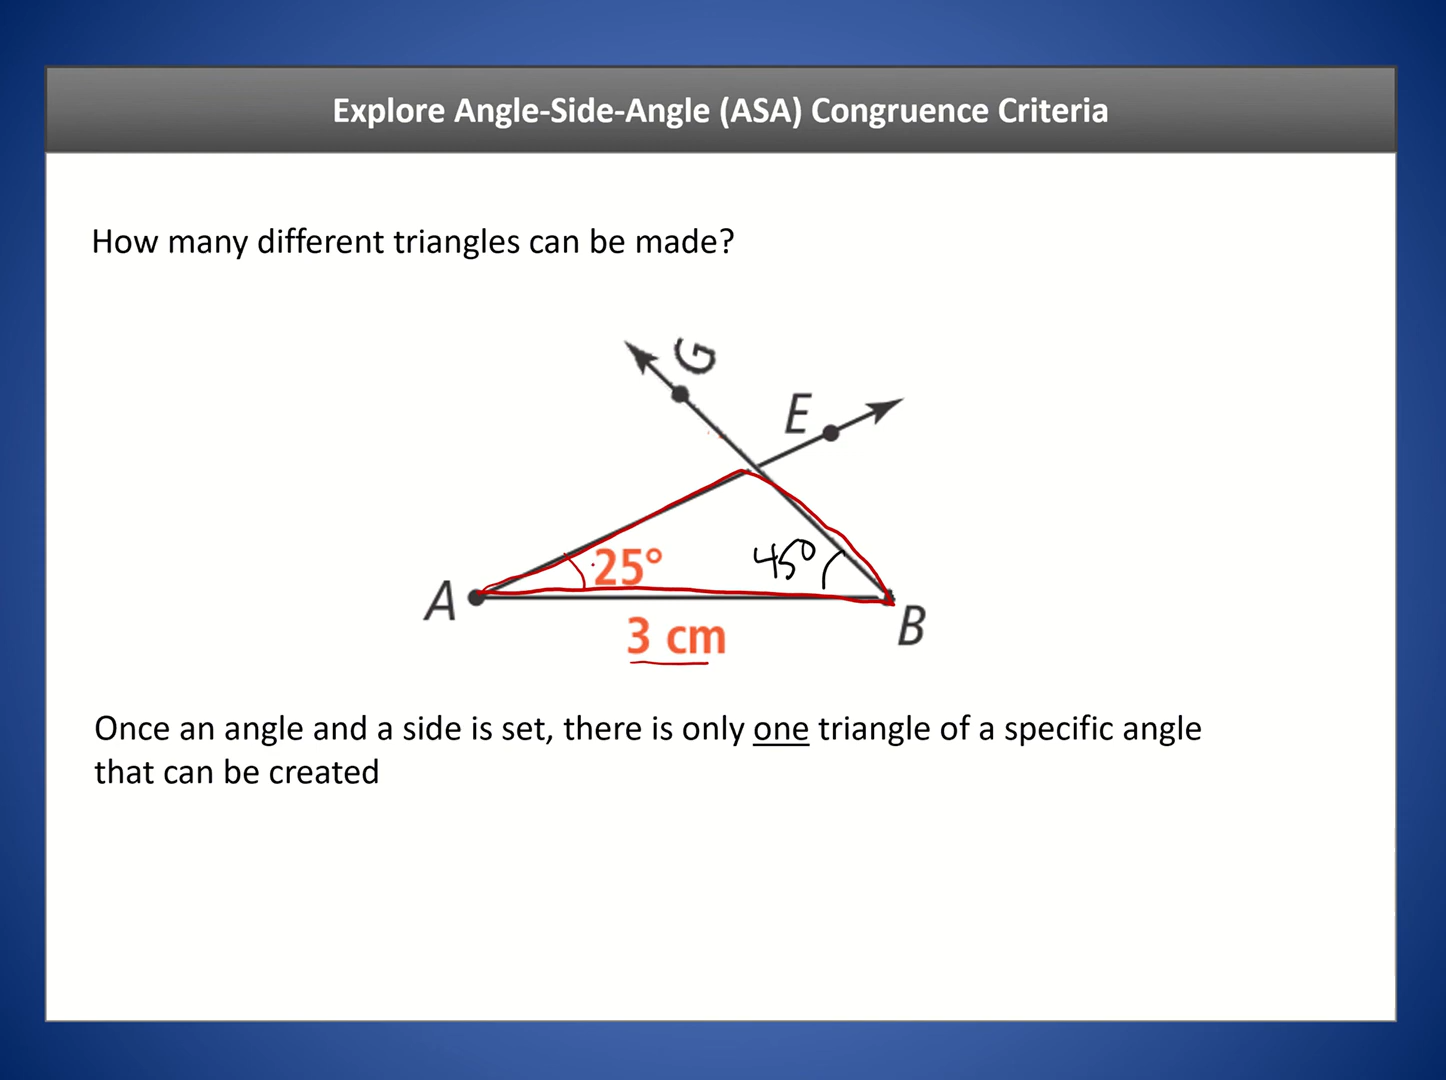 Explore Angle-Side-Angle (ASA) Congruence Criteria
How many different triangles can be made?
G
E
25°
45°
A
B
3 cm
Once an angle and a side is set, there is only one triangle of a specific angle
that can be created